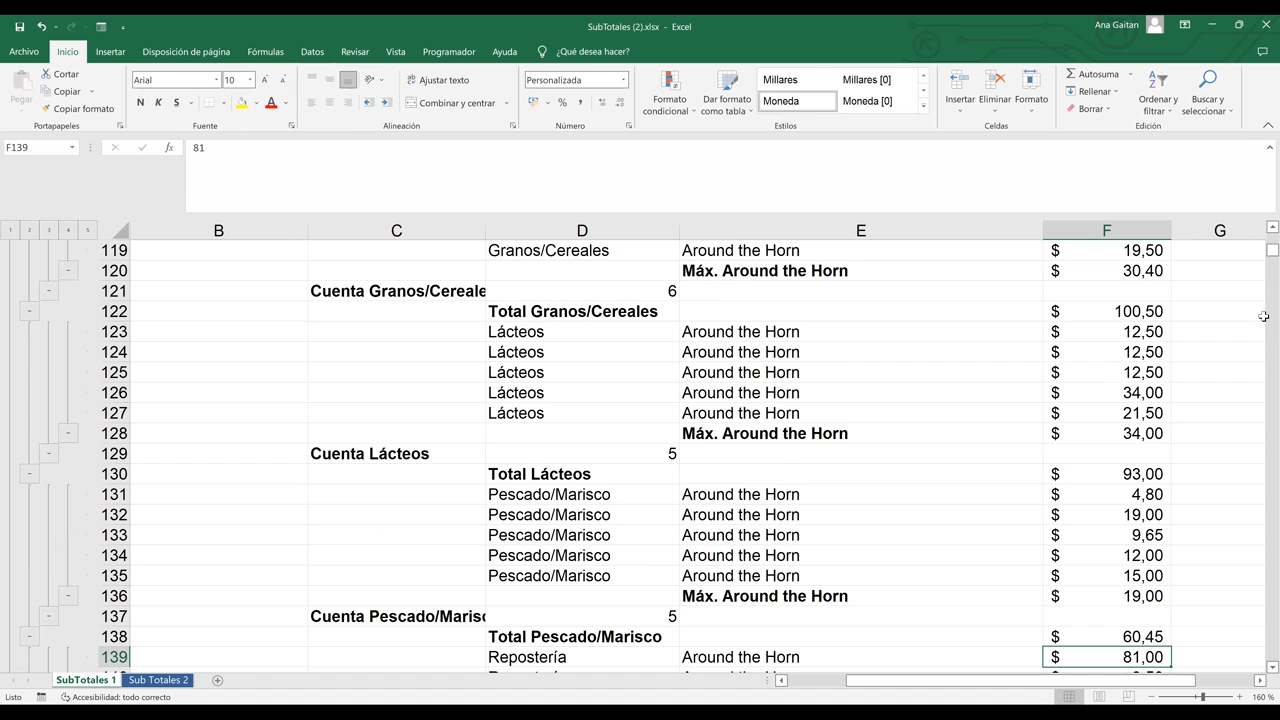 SubTotales (2).xlsx - Excel
Ana Gaitan
Archivo Inicio Insertar Disposición de página Fórmulas Datos Revisar Vista Programador Ayuda ¿Qué desea hacer?
Pegar
Cortar
Copiar
Copiar formato
Portapapeles
Arial 10
N K S
Fuente
Ajustar texto
Combinar y centrar
Alineación
Personalizada
Número
Formato condicional
Dar formato como tabla
Millares Millares [0]
Moneda Moneda [0]
Estilos
Insertar Eliminar Formato
Celdas
Autosuma
Rellenar
Borrar
Ordenar y filtrar
Buscar y seleccionar
Edición
F139 fx 81
1 2 3 4 5 B C D E F G
119 Granos/Cereales Around the Horn $ 19,50
120 Máx. Around the Horn $ 30,40
121 Cuenta Granos/Cereale 6
122 Total Granos/Cereales $ 100,50
123 Lácteos Around the Horn $ 12,50
124 Lácteos Around the Horn $ 12,50
125 Lácteos Around the Horn $ 12,50
126 Lácteos Around the Horn $ 34,00
127 Lácteos Around the Horn $ 21,50
128 Máx. Around the Horn $ 34,00
129 Cuenta Lácteos 5
130 Total Lácteos $ 93,00
131 Pescado/Marisco Around the Horn $ 4,80
132 Pescado/Marisco Around the Horn $ 19,00
133 Pescado/Marisco Around the Horn $ 9,65
134 Pescado/Marisco Around the Horn $ 12,00
135 Pescado/Marisco Around the Horn $ 15,00
136 Máx. Around the Horn $ 19,00
137 Cuenta Pescado/Marisc 5
138 Total Pescado/Marisco $ 60,45
139 Repostería Around the Horn $ 81,00
SubTotales 1 Sub Totales 2
Listo Accesibilidad: todo correcto 160 %